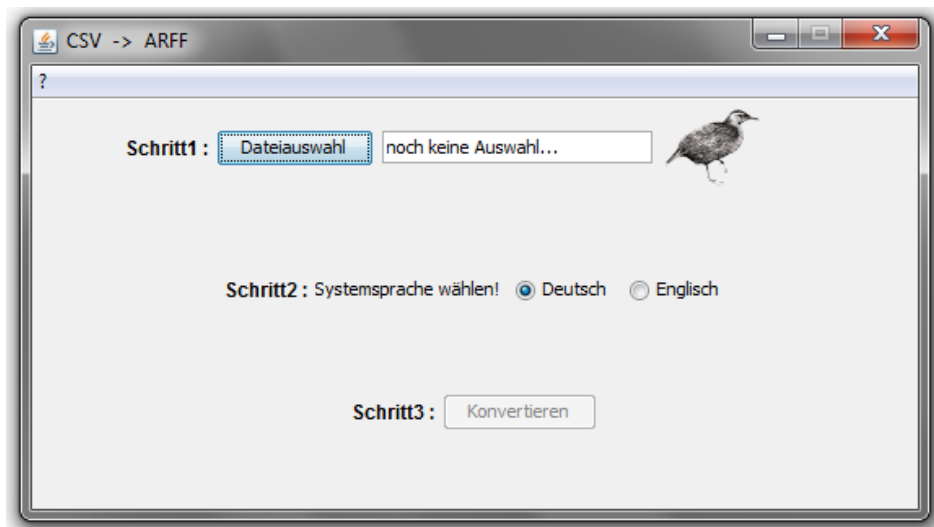 CSV -> ARFF
?
Schritt1 : Dateiauswahl noch keine Auswahl...
Schritt2 : Systemsprache wählen! Deutsch Englisch
Schritt3 : Konvertieren